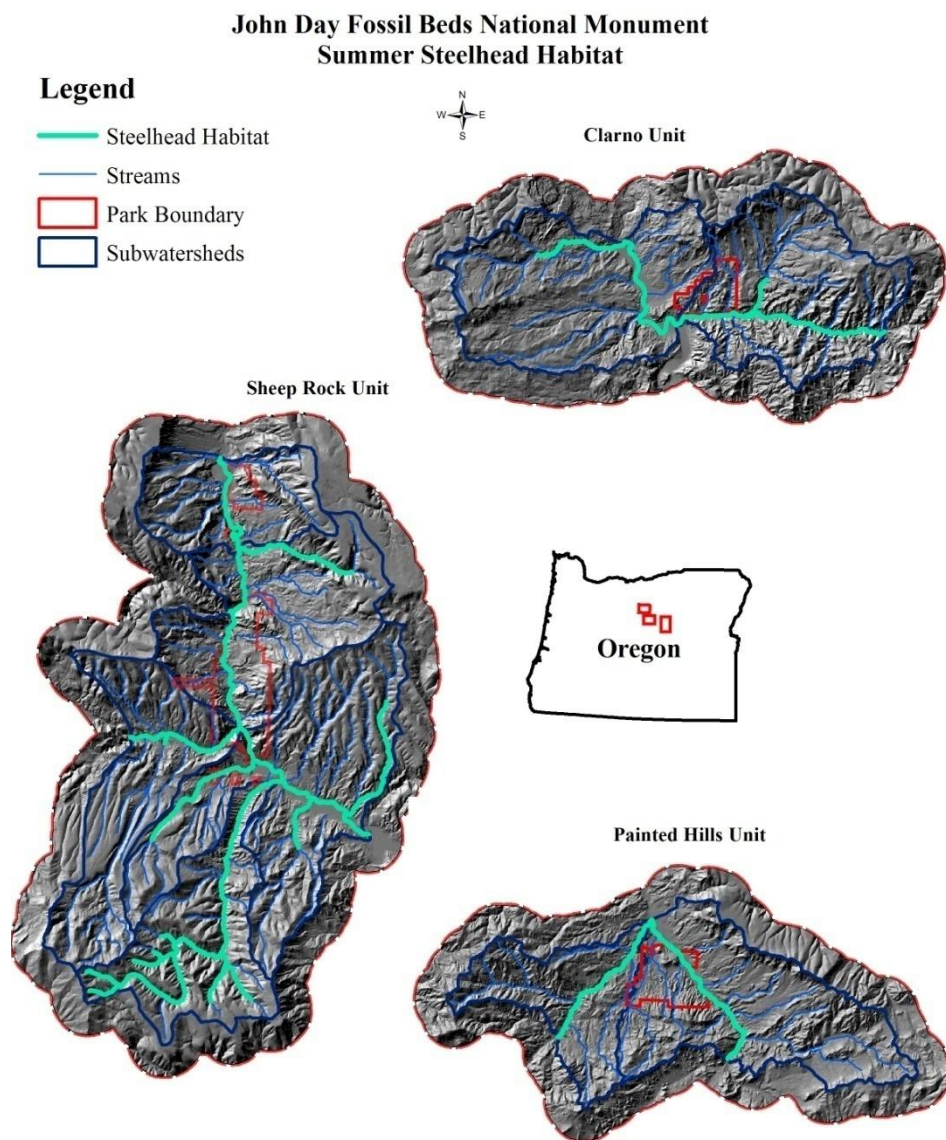 John Day Fossil Beds National Monument
Summer Steelhead Habitat
Legend
Steelhead Habitat
Streams
Park Boundary
Subwatersheds
N
W E
S
Clarno Unit
Sheep Rock Unit
Oregon
Painted Hills Unit